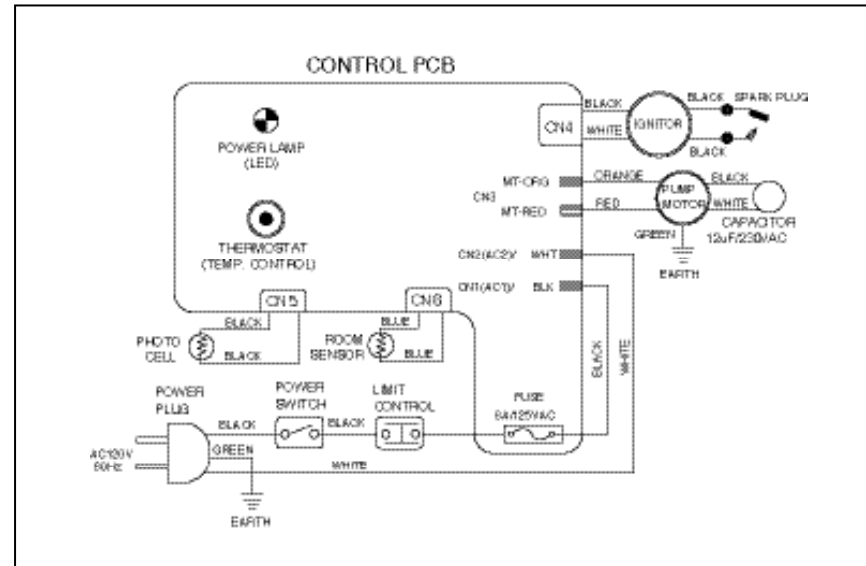 CONTROL PCB
POWER LAMP
(LED)
THERMOSTAT
(TEMP. CONTROL)
CN4
BLACK
WHITE
IGNITOR
BLACK
SPARK PLUG
BLACK
MT-ORG
CN3
MT-RED
ORANGE
RED
PUMP
MOTOR
BLACK
WHITE
CAPACITOR
12uF/230VAC
GREEN
EARTH
CN2(AC2)/ WHT
CN1(AC1)/ BLK
CN5
CN6
BLACK
PHOTO
CELL
BLACK
BLUE
ROOM
SENSOR
BLUE
BLACK
WHITE
POWER
PLUG
BLACK
POWER
SWITCH
BLACK
LIMIT
CONTROL
FUSE
GREEN
AC120V
60Hz
WHITE
EARTH